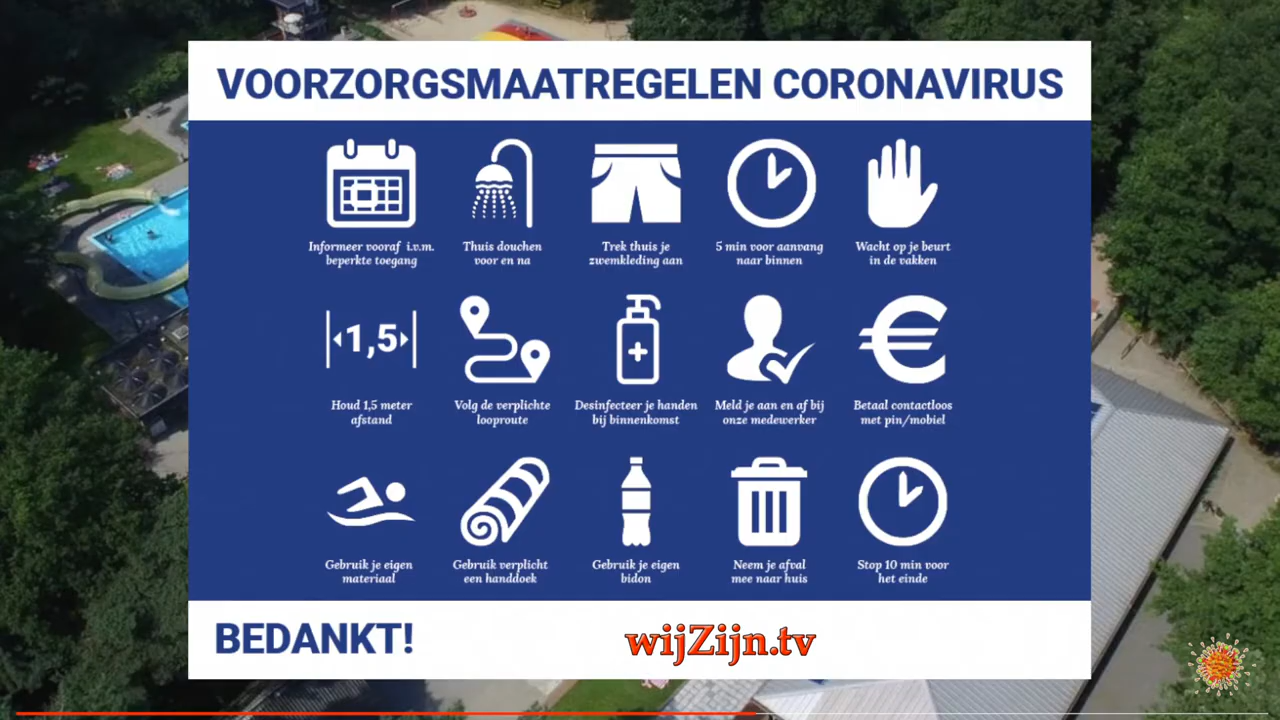 VOORZORGSMAATREGELEN CORONAVIRUS
Informeer vooraf i.v.m.
beperkte toegang
Thuis douchen
voor en na
Trek thuis je
zwemkleding aan
5 min voor aanvang
naar binnen
Wacht op je beurt
in de vakken
1,5
Houd 1,5 meter
afstand
Volg de verplichte
looproute
Desinfecteer je handen
bij binnenkomst
Meld je aan en af bij
onze medewerker
€
Betaal contactloos
met pin/mobiel
Gebruik je eigen
materiaal
Gebruik verplicht
een handdoek
Gebruik je eigen
bidon
Neem je afval
mee naar huis
Stop 10 min voor
het einde
BEDANKT!
wijZijn.tv